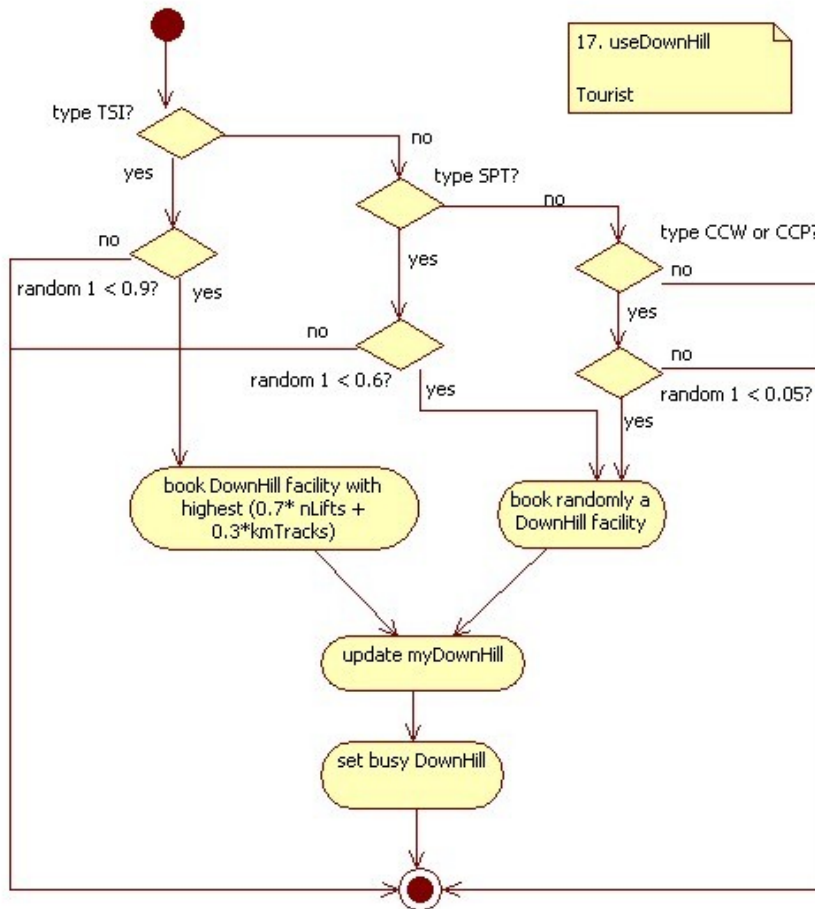 17. useDownHill
Tourist
type TSI?
no
yes
type SPT?
no
no
type CCW or CCP?
yes
no
random 1 < 0.9?
yes
yes
no
no
random 1 < 0.6?
yes
random 1 < 0.05?
yes
book DownHill facility with
highest (0.7* nLifts +
0.3*kmTracks)
book randomly a
DownHill facility
update myDownHill
set busy DownHill